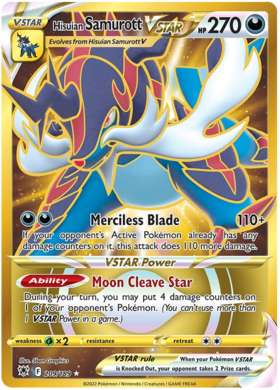 VSTAR Hisuian Samurott VSTAR HP 270
Evolves from Hisuian Samurott V
Merciless Blade 110+
If your opponent's Active Pokémon already has any
damage counters on it, this attack does 110 more damage.
VSTAR Power
Ability Moon Cleave Star
During your turn, you may put 4 damage counters on
1 of your opponent's Pokémon. (You can't use more than
1 VSTAR Power in a game.)
weakness ×2 resistance retreat
VSTAR rule When your Pokémon VSTAR
is Knocked Out, your opponent takes 2 Prize cards.
F 209/189
©2022 Pokémon / Nintendo / Creatures / GAME FREAK